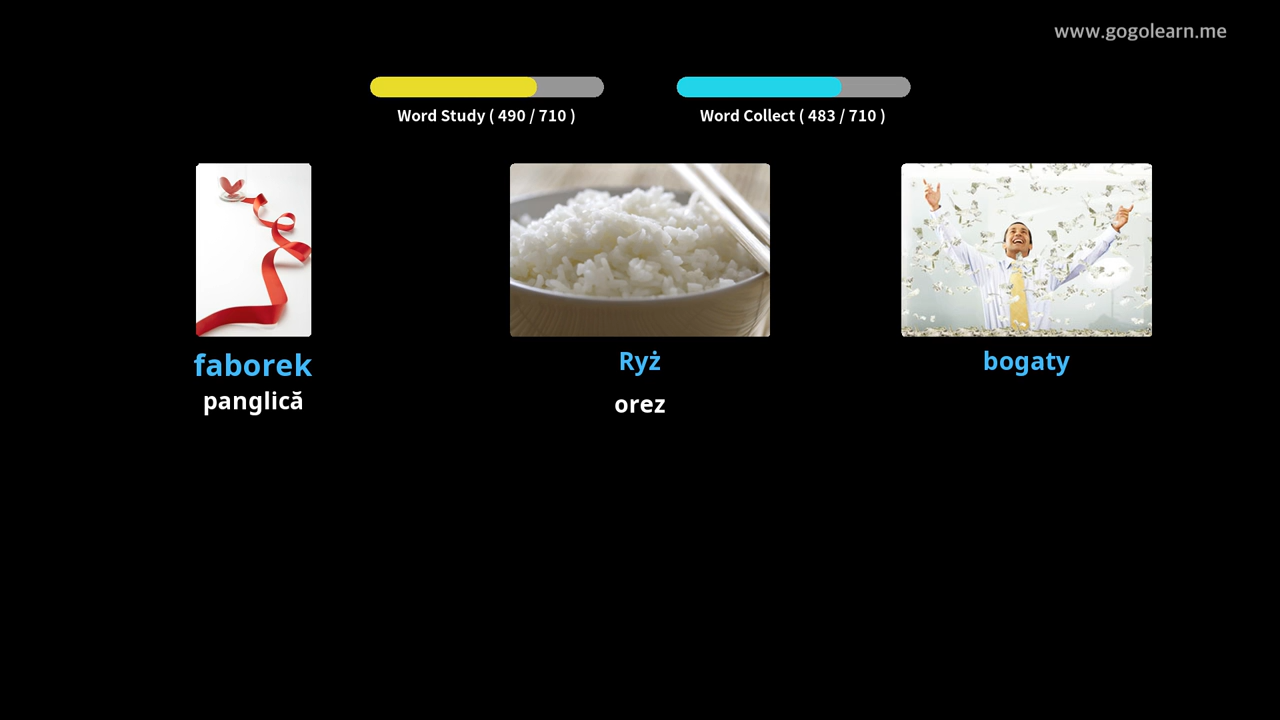 www.gogolearn.me
Word Study ( 490 / 710 )
Word Collect ( 483 / 710 )
faborek
panglică
Ryż
orez
bogaty